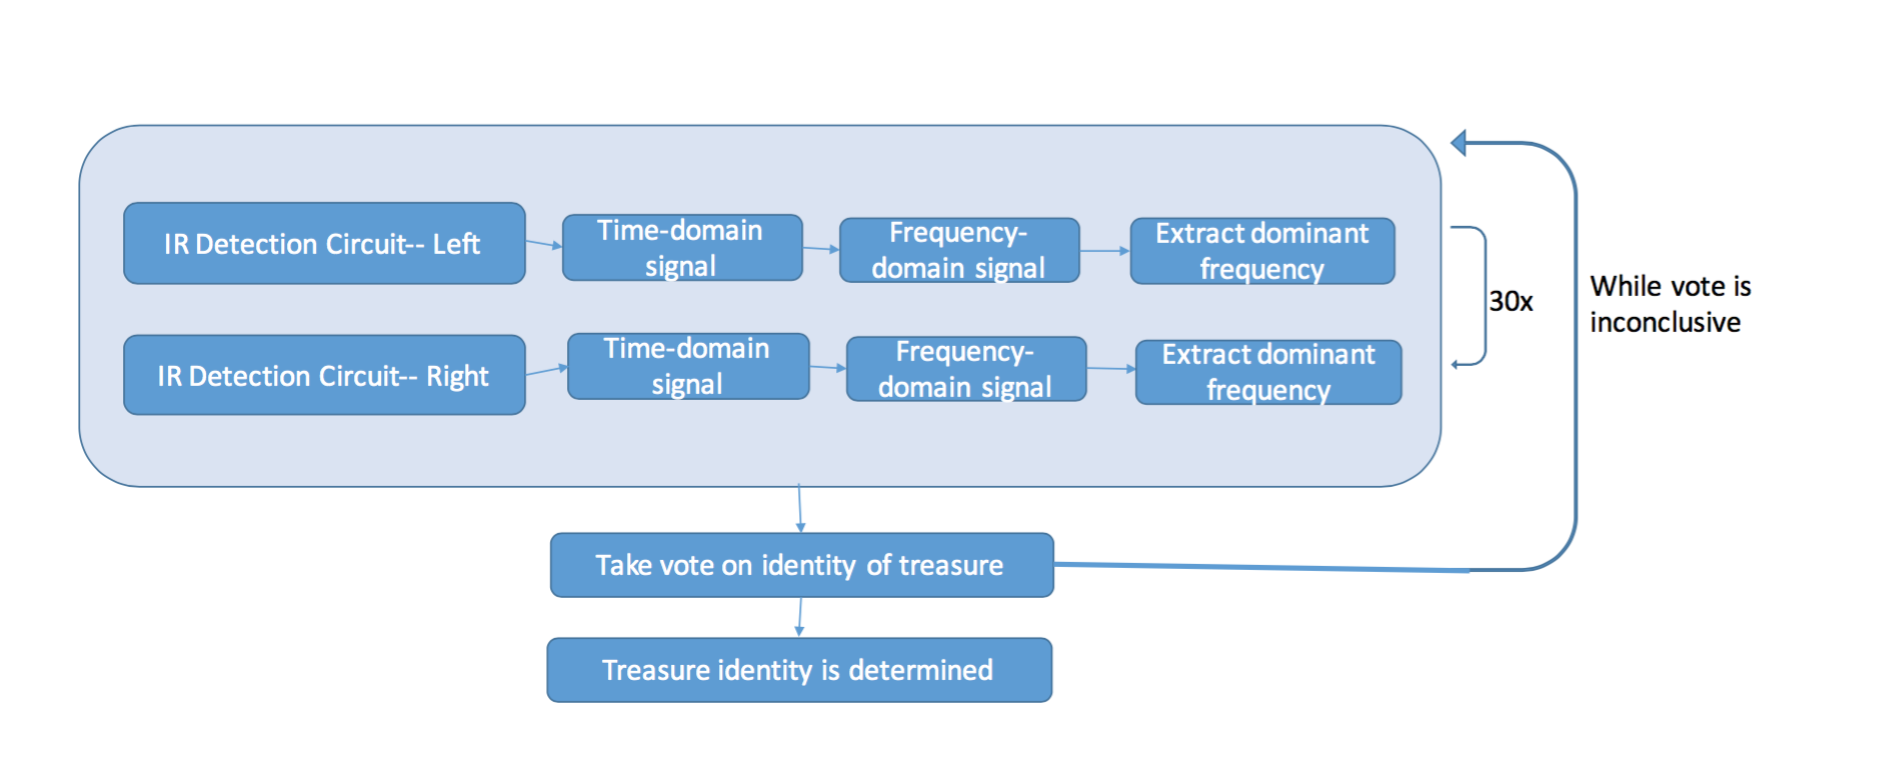 IR Detection Circuit-- Left
Time-domain
signal
Frequency-
domain signal
Extract dominant
frequency
IR Detection Circuit-- Right
Time-domain
signal
Frequency-
domain signal
Extract dominant
frequency
30x
While vote is
inconclusive
Take vote on identity of treasure
Treasure identity is determined